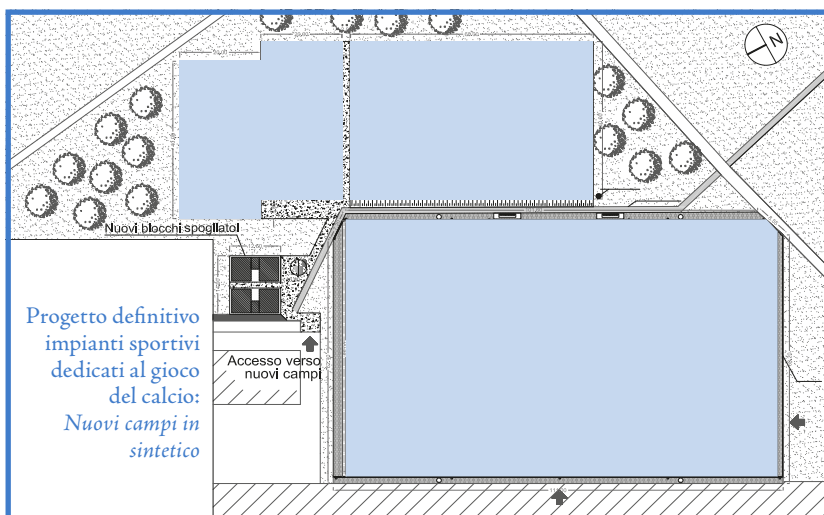 N
Nuovi blocchi spogliatoi
Accesso verso
nuovi campi
Progetto definitivo
impianti sportivi
dedicati al gioco
del calcio:
Nuovi campi in
sintetico